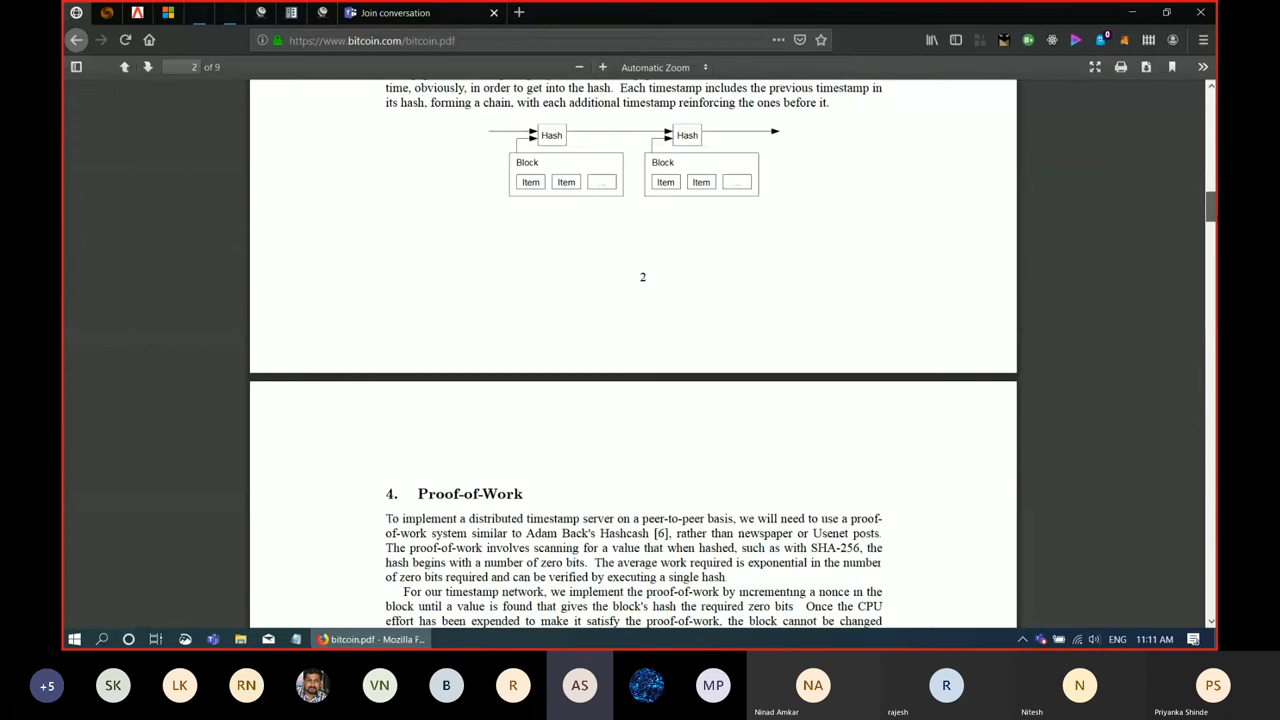 Join conversation
https://www.bitcoin.com/bitcoin.pdf
0
2 of 9
Automatic Zoom
time, obviously, in order to get into the hash. Each timestamp includes the previous timestamp in
its hash, forming a chain, with each additional timestamp reinforcing the ones before it.
Hash Hash
Block Block
Item Item ... Item Item ...
2
4. Proof-of-Work
To implement a distributed timestamp server on a peer-to-peer basis, we will need to use a proof-
of-work system similar to Adam Back's Hashcash [6], rather than newspaper or Usenet posts.
The proof-of-work involves scanning for a value that when hashed, such as with SHA-256, the
hash begins with a number of zero bits. The average work required is exponential in the number
of zero bits required and can be verified by executing a single hash.
For our timestamp network, we implement the proof-of-work by incrementing a nonce in the
block until a value is found that gives the block's hash the required zero bits. Once the CPU
effort has been expended to make it satisfy the proof-of-work, the block cannot be changed
bitcoin.pdf - Mozilla F...
ENG 11:11 AM
+5 SK LK RN VN B R AS MP NA R N PS
Ninad Amkar rajesh Nitesh Priyanka Shinde